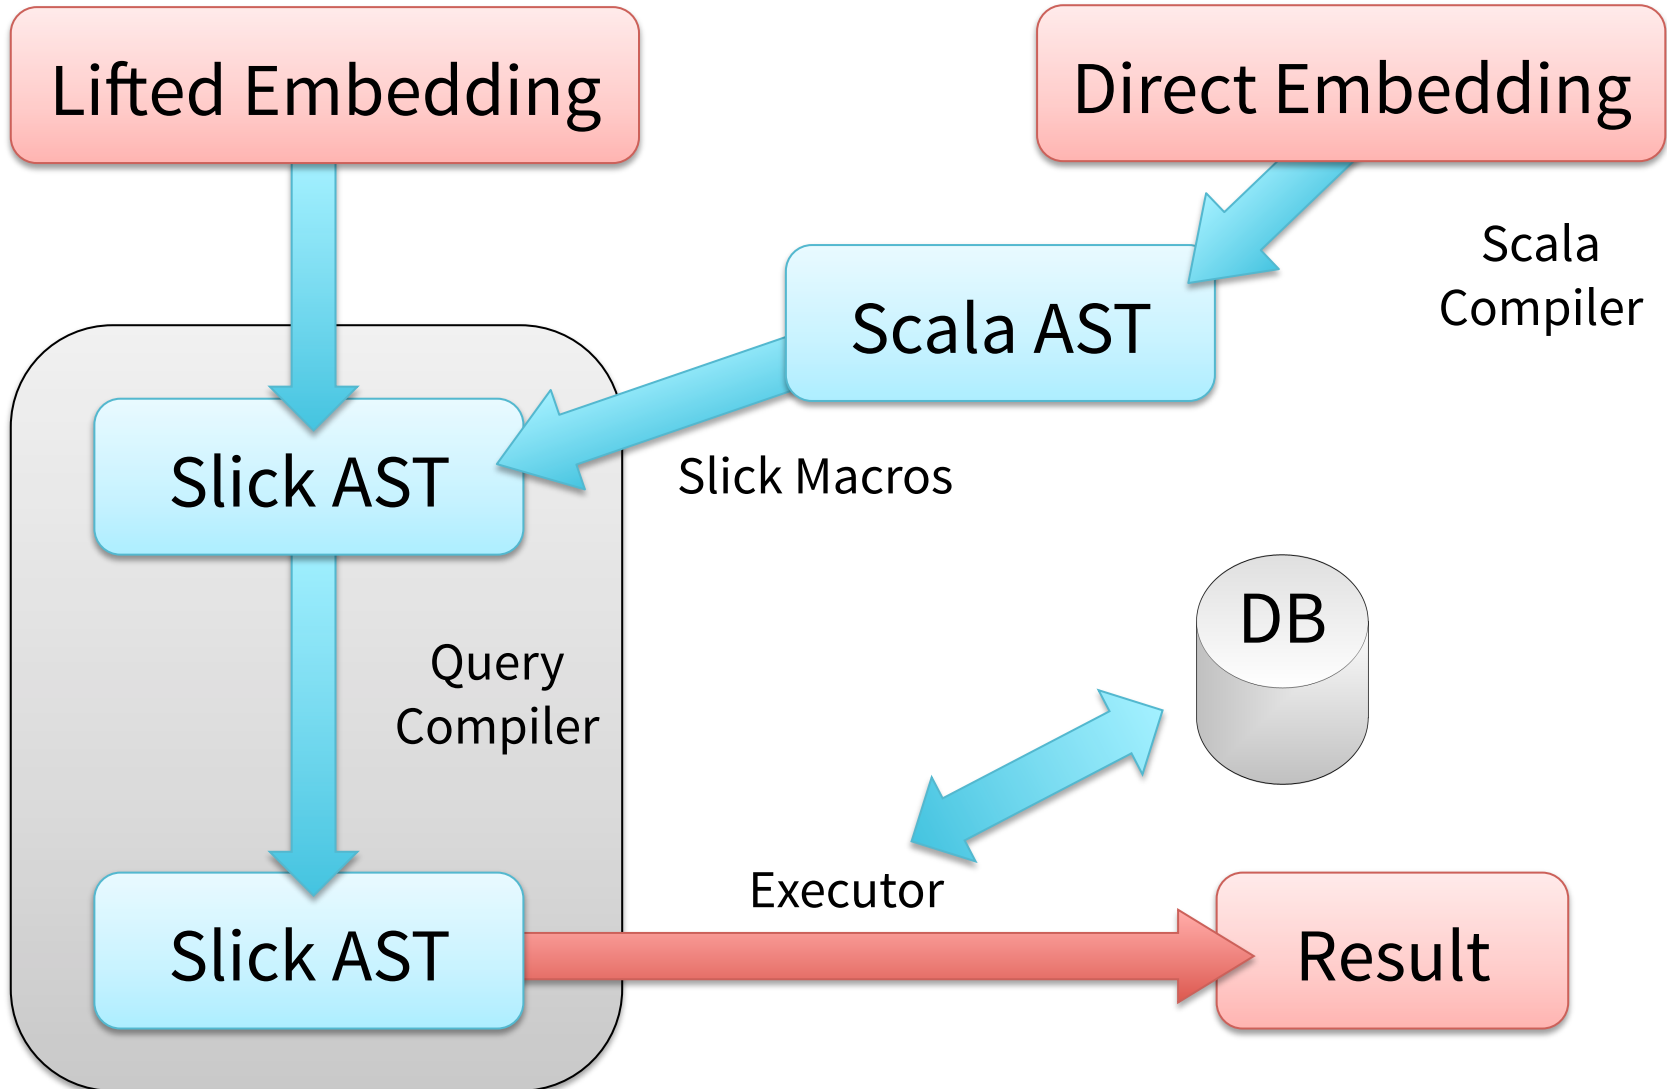 Lifted Embedding
Direct Embedding
Scala
Compiler
Scala AST
Slick AST
Slick Macros
DB
Query
Compiler
Executor
Slick AST
Result